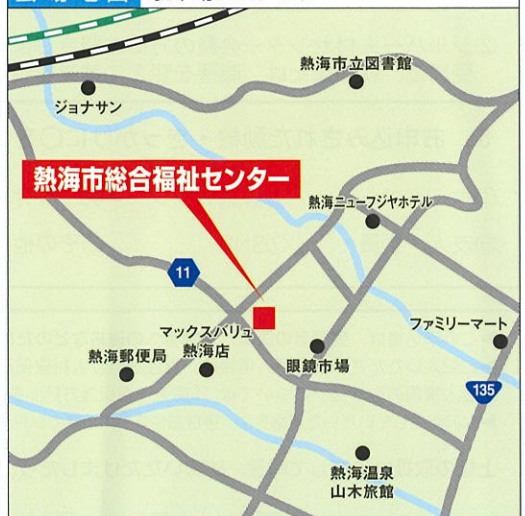 ジョナサン
熱海市立図書館
熱海市総合福祉センター
熱海ニューフジヤホテル
11
マックスバリュ
熱海店
熱海郵便局
眼鏡市場
ファミリーマート
135
熱海温泉
山木旅館